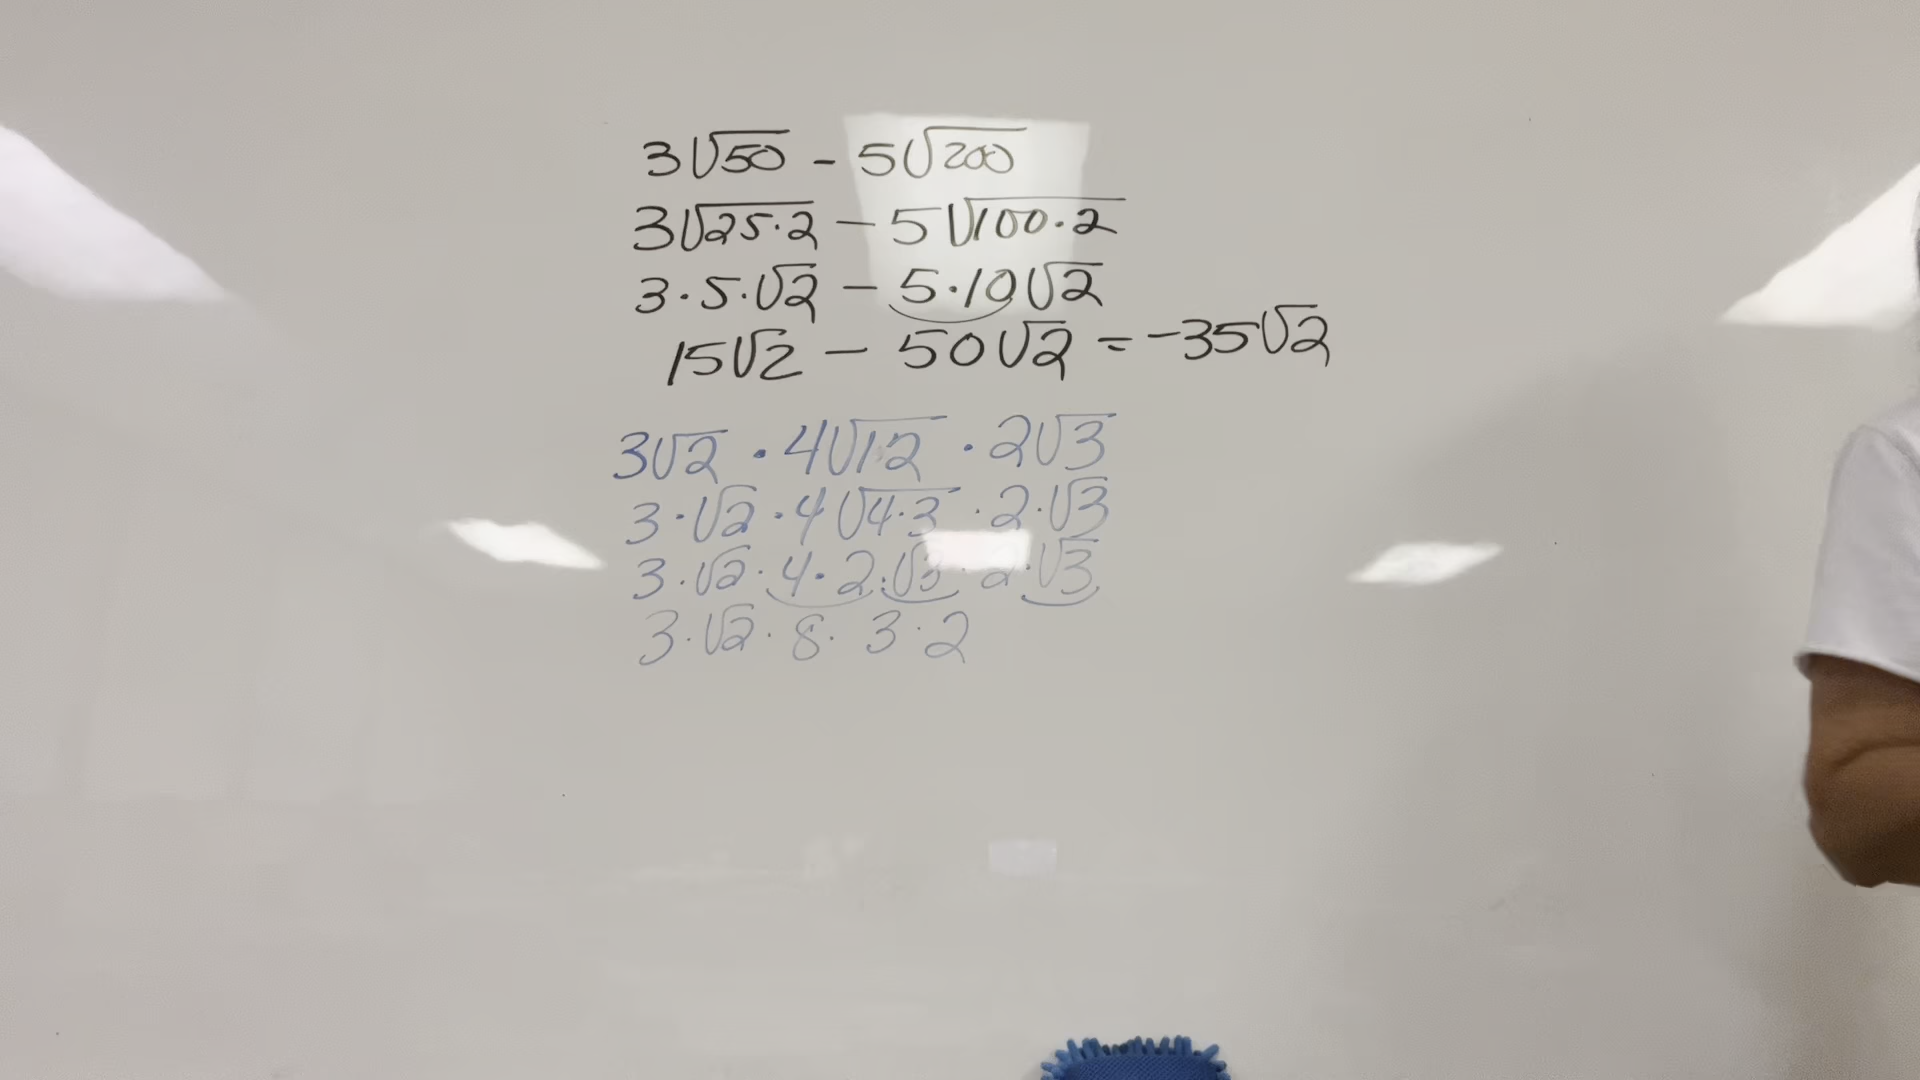 3√50 - 5√200
3√25·2 - 5√100·2
3·5·√2 - 5·10√2
15√2 - 50√2 = -35√2
3√2 · 4√12 · 2√3
3·√2·4√4·3 ·2·√3
3·√2·4·2·√3·2·√3
3·√2·8·3·2